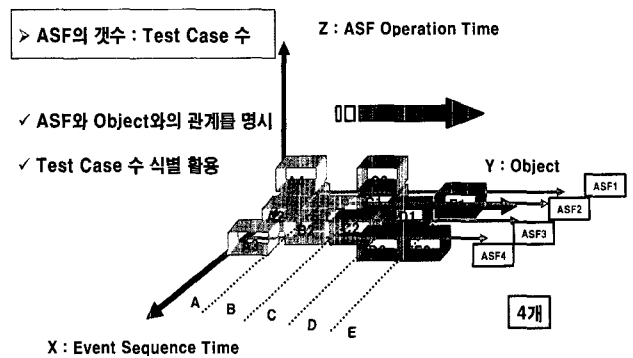 > ASF의 갯수 : Test Case 수
Z : ASF Operation Time
✓ ASF와 Object와의 관계를 명시
✓ Test Case 수 식별 활용
Y : Object
ASF1
ASF2
ASF3
ASF4
A
B
C
D
E
4개
X : Event Sequence Time